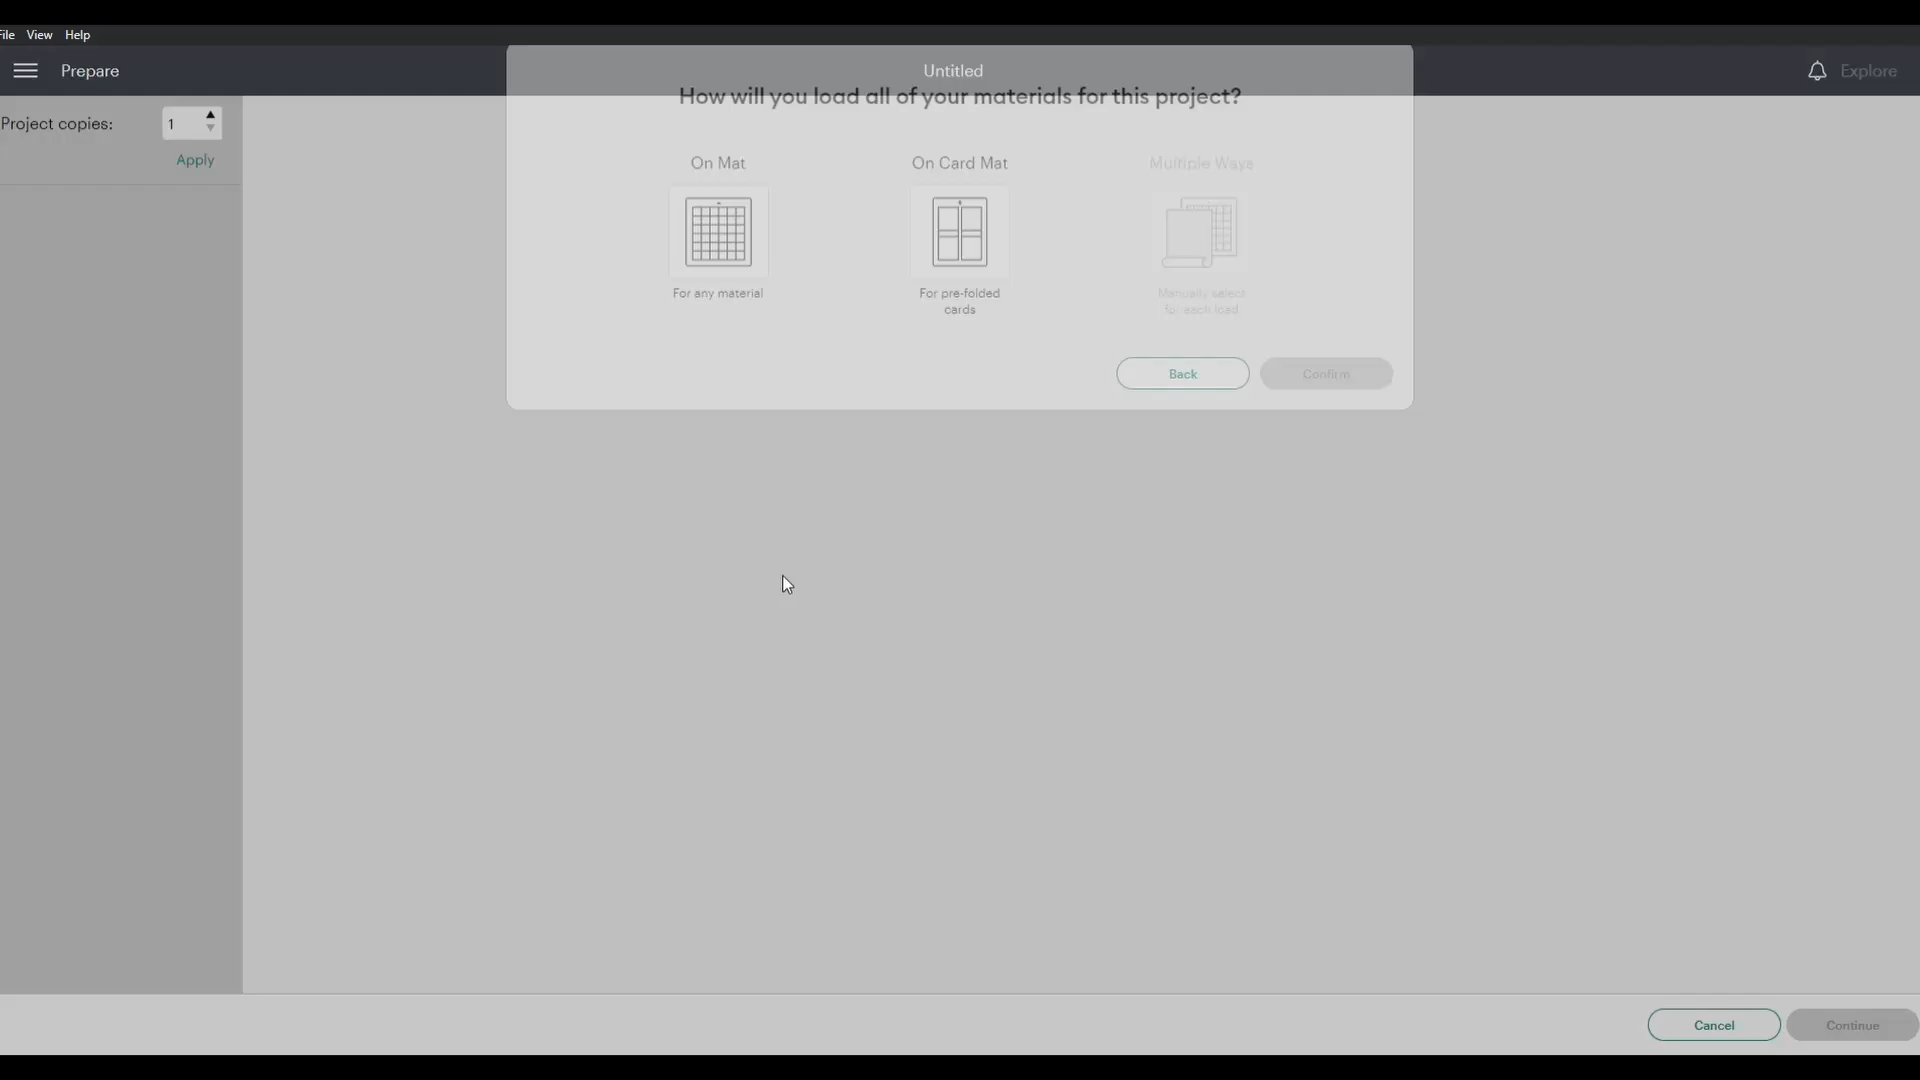 File View Help
Prepare
Untitled
Explore
Project copies:
1
Apply
How will you load all of your materials for this project?
On Mat
For any material
On Card Mat
For pre-folded
cards
Multiple Ways
Manually select
for each load
Back
Confirm
Cancel
Continue